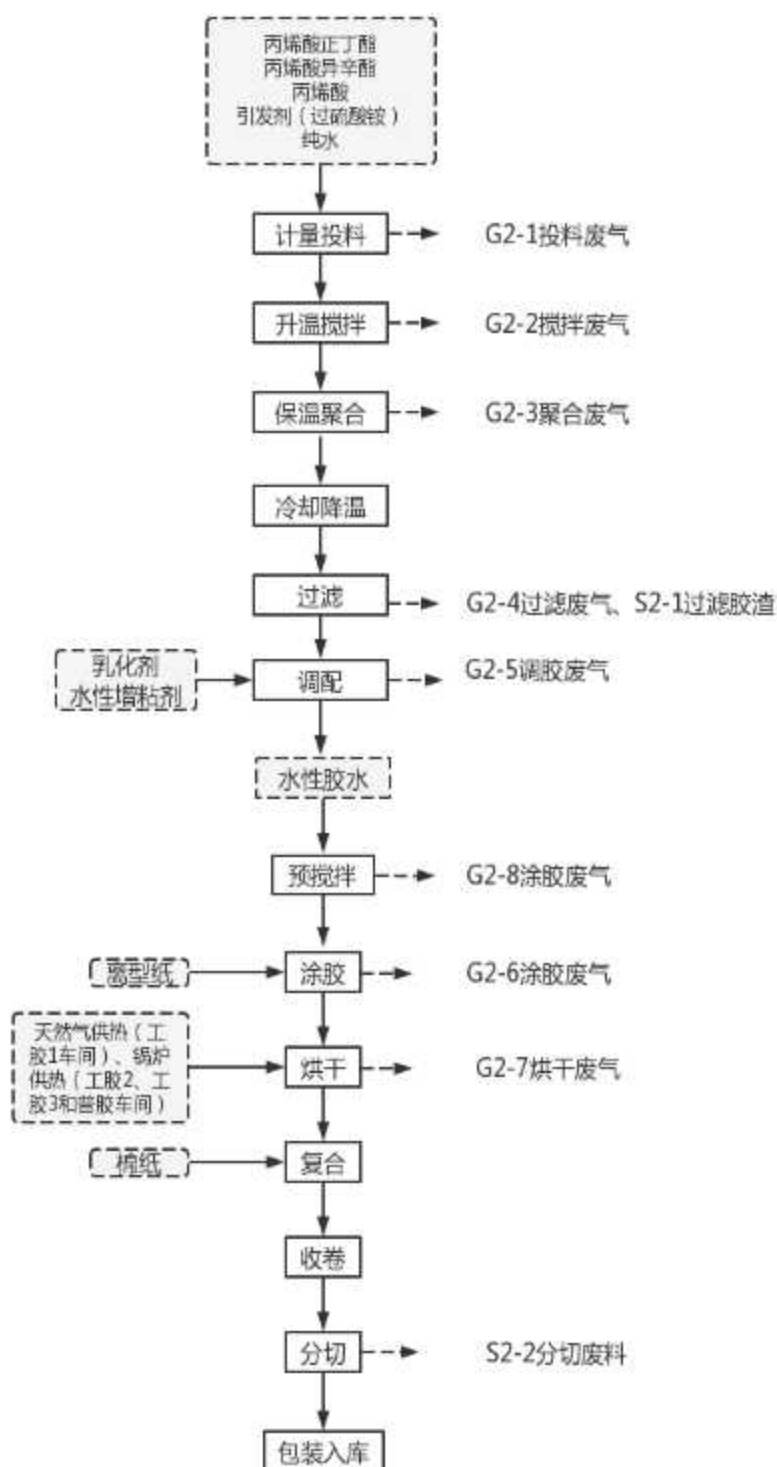 丙烯酸正丁酯
丙烯酸异辛酯
丙烯酸
引发剂（过硫酸铵）
纯水
计量投料
G2-1投料废气
升温搅拌
G2-2搅拌废气
保温聚合
G2-3聚合废气
冷却降温
过滤
G2-4过滤废气、S2-1过滤胶渣
乳化剂
水性增粘剂
调配
G2-5调胶废气
水性胶水
预搅拌
G2-8涂胶废气
离型纸
涂胶
G2-6涂胶废气
天然气供热（工
胶1车间）、锅炉
供热（工胶2、工
胶3和普胶车间）
烘干
G2-7烘干废气
棉纸
复合
收卷
分切
S2-2分切废料
包装入库